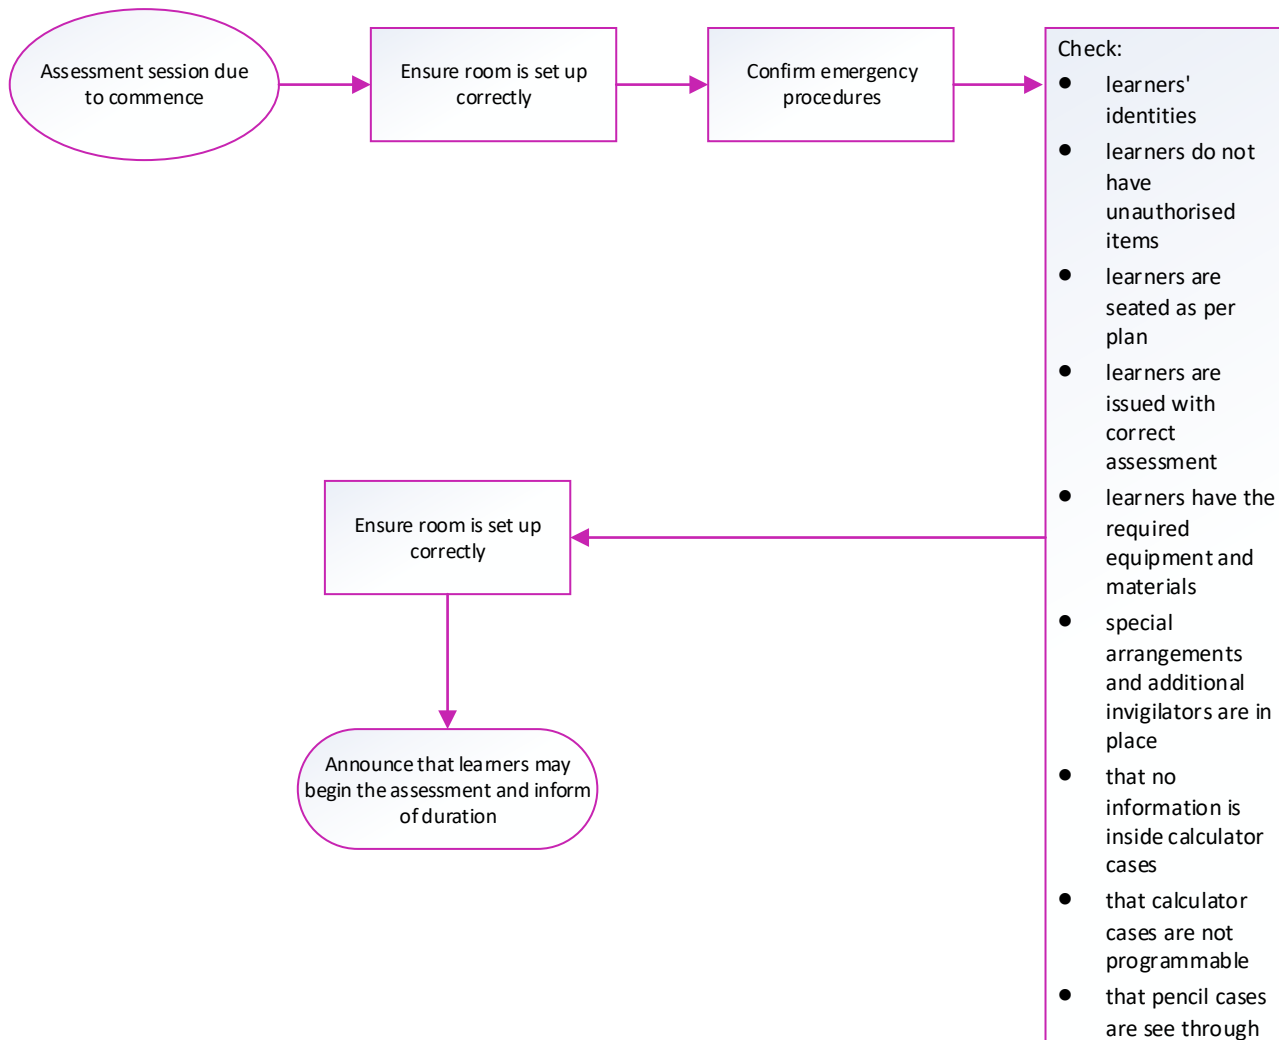 Assessment session due
to commence
Ensure room is set up
correctly
Confirm emergency
procedures
Check:
● learners'
identities
● learners do not
have
unauthorised
items
● learners are
seated as per
plan
● learners are
issued with
correct
assessment
● learners have the
required
equipment and
materials
● special
arrangements
and additional
invigilators are in
place
● that no
information is
inside calculator
cases
● that calculator
cases are not
programmable
● that pencil cases
are see through
Ensure room is set up
correctly
Announce that learners may
begin the assessment and inform
of duration